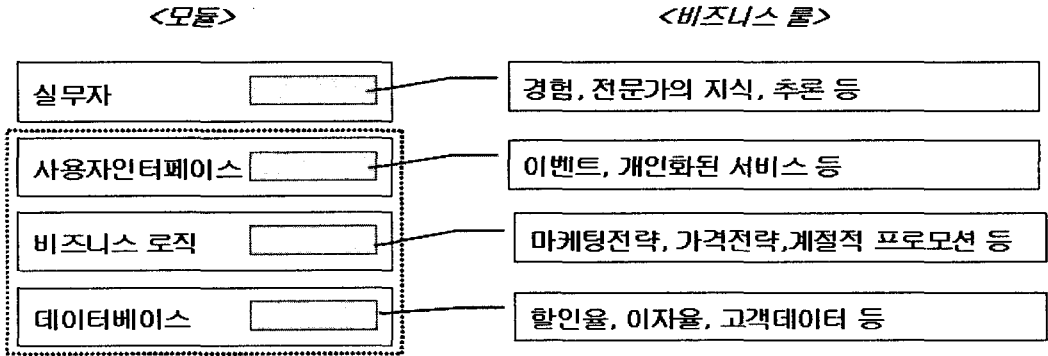 <모듈> <비즈니스 룰>
실무자 경험, 전문가의 지식, 추론 등
사용자인터페이스 이벤트, 개인화된 서비스 등
비즈니스 로직 마케팅전략, 가격전략,계절적 프로모션 등
데이터베이스 할인율, 이자율, 고객데이터 등